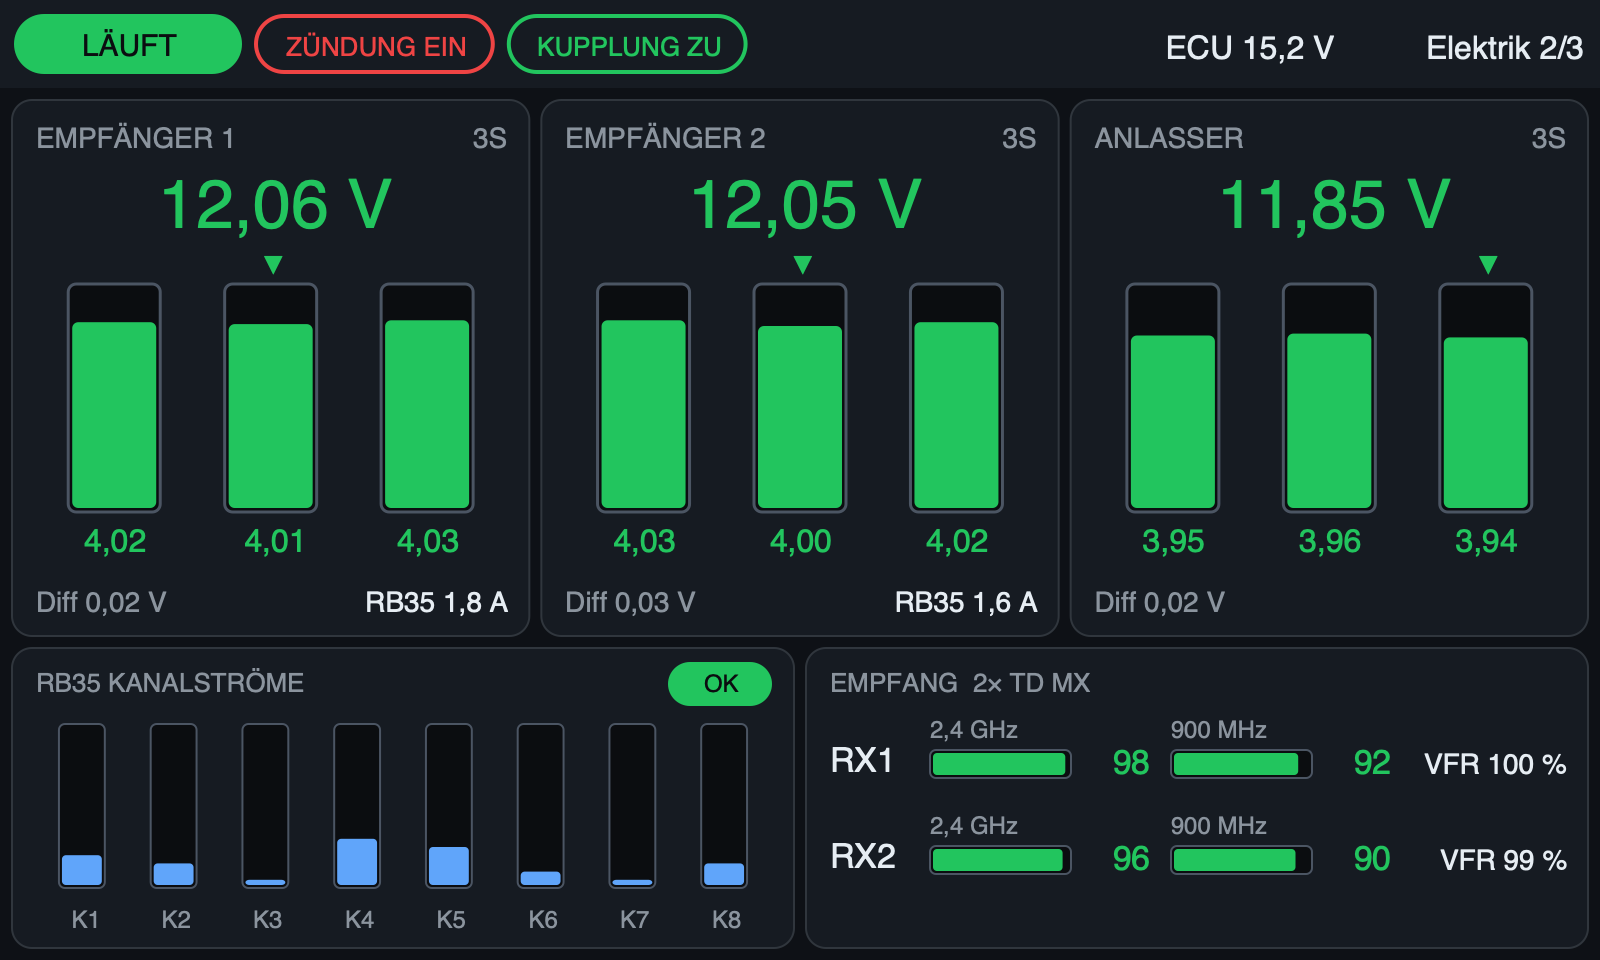 LÄUFT ZÜNDUNG EIN KUPPLUNG ZU ECU 15,2 V Elektrik 2/3
EMPFÄNGER 1 3S
12,06 V
▼
4,02 4,01 4,03
Diff 0,02 V RB35 1,8 A
EMPFÄNGER 2 3S
12,05 V
▼
4,03 4,00 4,02
Diff 0,03 V RB35 1,6 A
ANLASSER 3S
11,85 V
▼
3,95 3,96 3,94
Diff 0,02 V
RB35 KANALSTRÖME OK
K1 K2 K3 K4 K5 K6 K7 K8
EMPFANG 2× TD MX
2,4 GHz 900 MHz
RX1 98 92 VFR 100 %
2,4 GHz 900 MHz
RX2 96 90 VFR 99 %